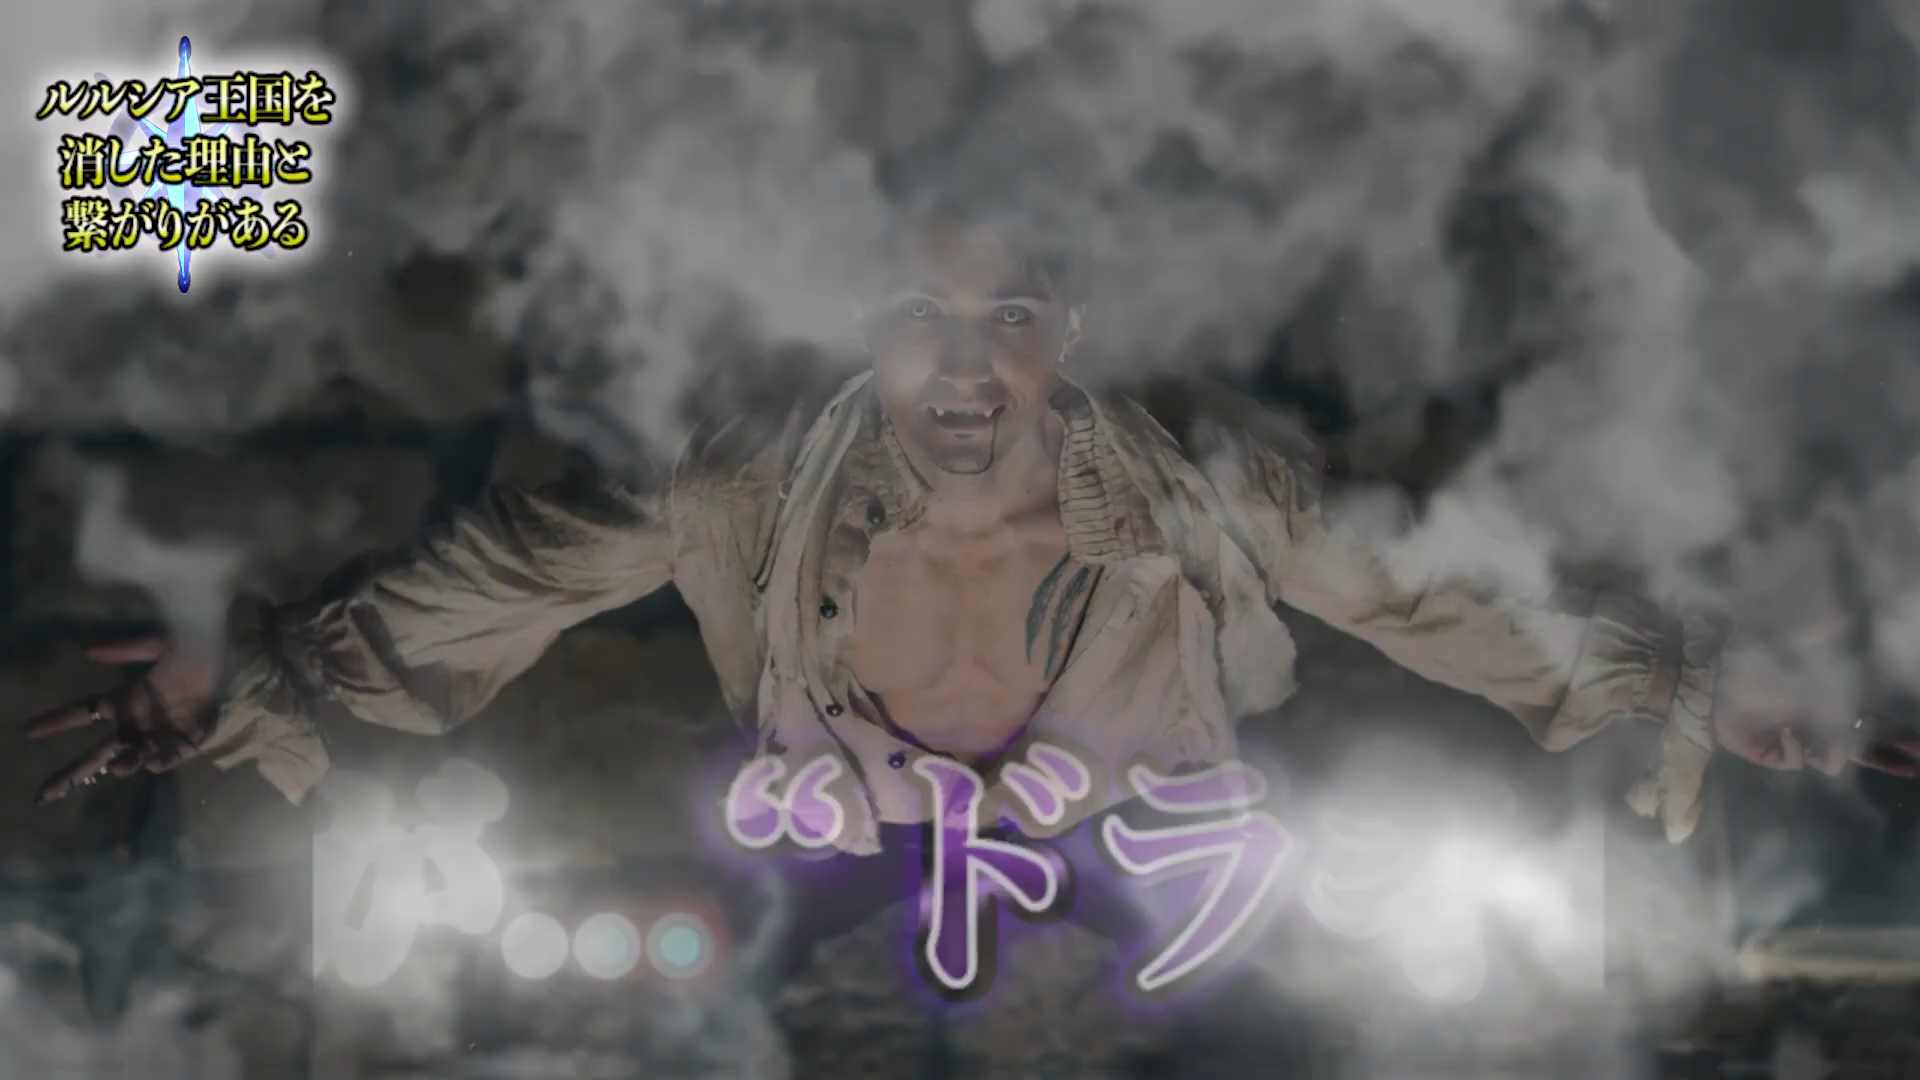 ルルシア王国を
消した理由と
繋がりがある
が…“ドラ